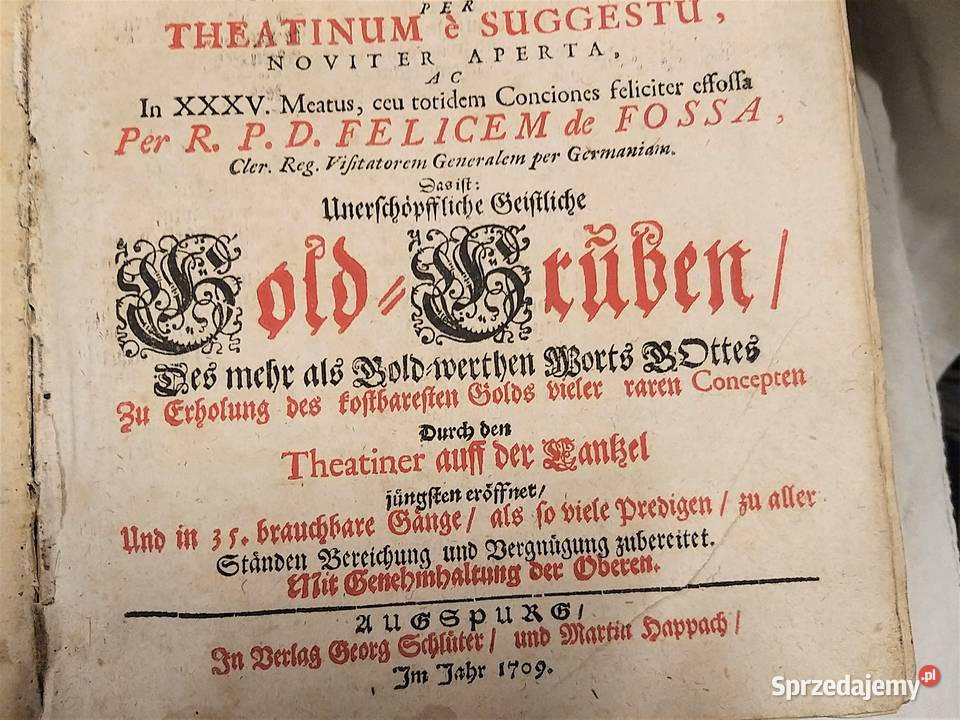 PER
THEATINUM è SUGGESTU,
NOVITER APERTA,
AC
In XXXV. Meatus, ceu totidem Conciones feliciter effoſſa
Per R. P. D. FELICEM de FOSSA,
Cler. Reg. Viſitatorem Generalem per Germaniam.
Das iſt:
Unerſchöpffliche Geiſtliche
Gold-Grůben/
Des mehr als Gold-werthen Worts GOttes
Zu Erholung des koſtbareſten Golds vieler raren Concepten
Durch den
Theatiner auff der Cantzel
jüngſten eröffnet/
Und in 35. brauchbare Gänge/ als ſo viele Predigen/ zu aller
Ständen Bereichung und Vergnügung zubereitet.
Mit Genehmhaltung der Oberen.
AUGSPURG/
In Verlag Georg Schlüter/ und Martin Happach/
Im Jahr 1709.
Sprzedajemy.pl